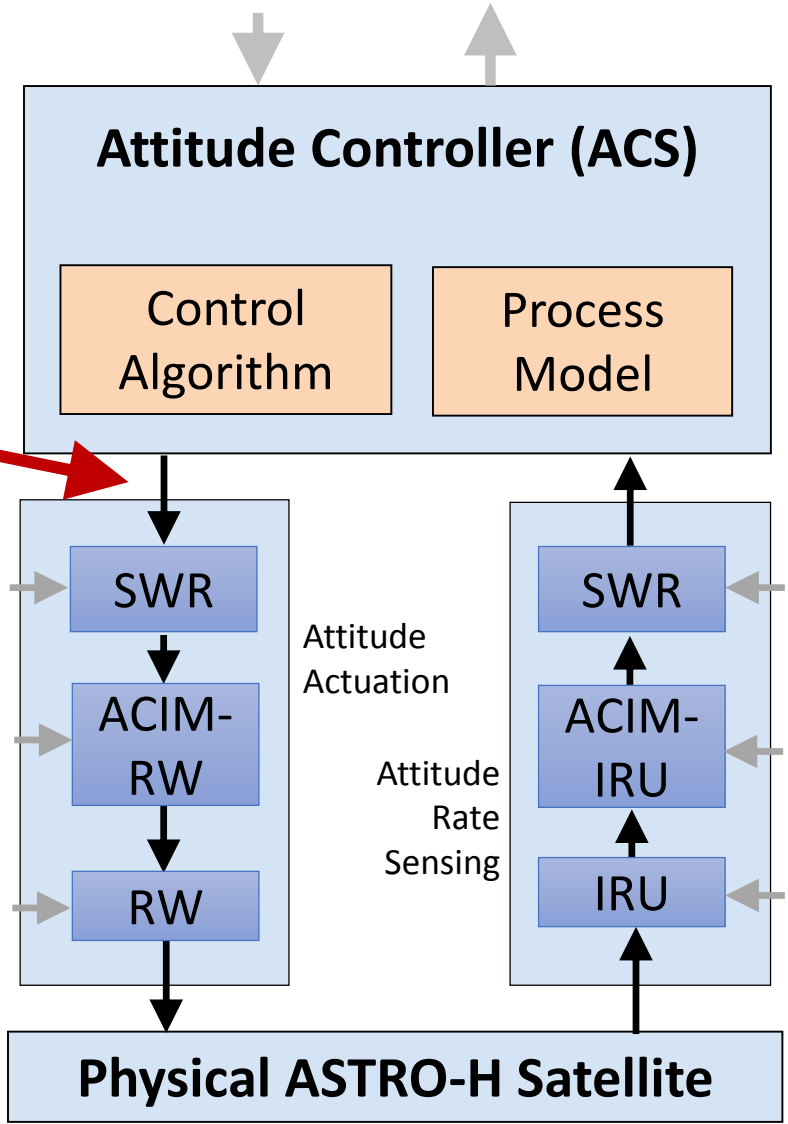 Attitude Controller (ACS)
Control
Algorithm
Process
Model
SWR
ACIM-
RW
RW
Attitude
Actuation
Attitude
Rate
Sensing
SWR
ACIM-
IRU
IRU
Physical ASTRO-H Satellite